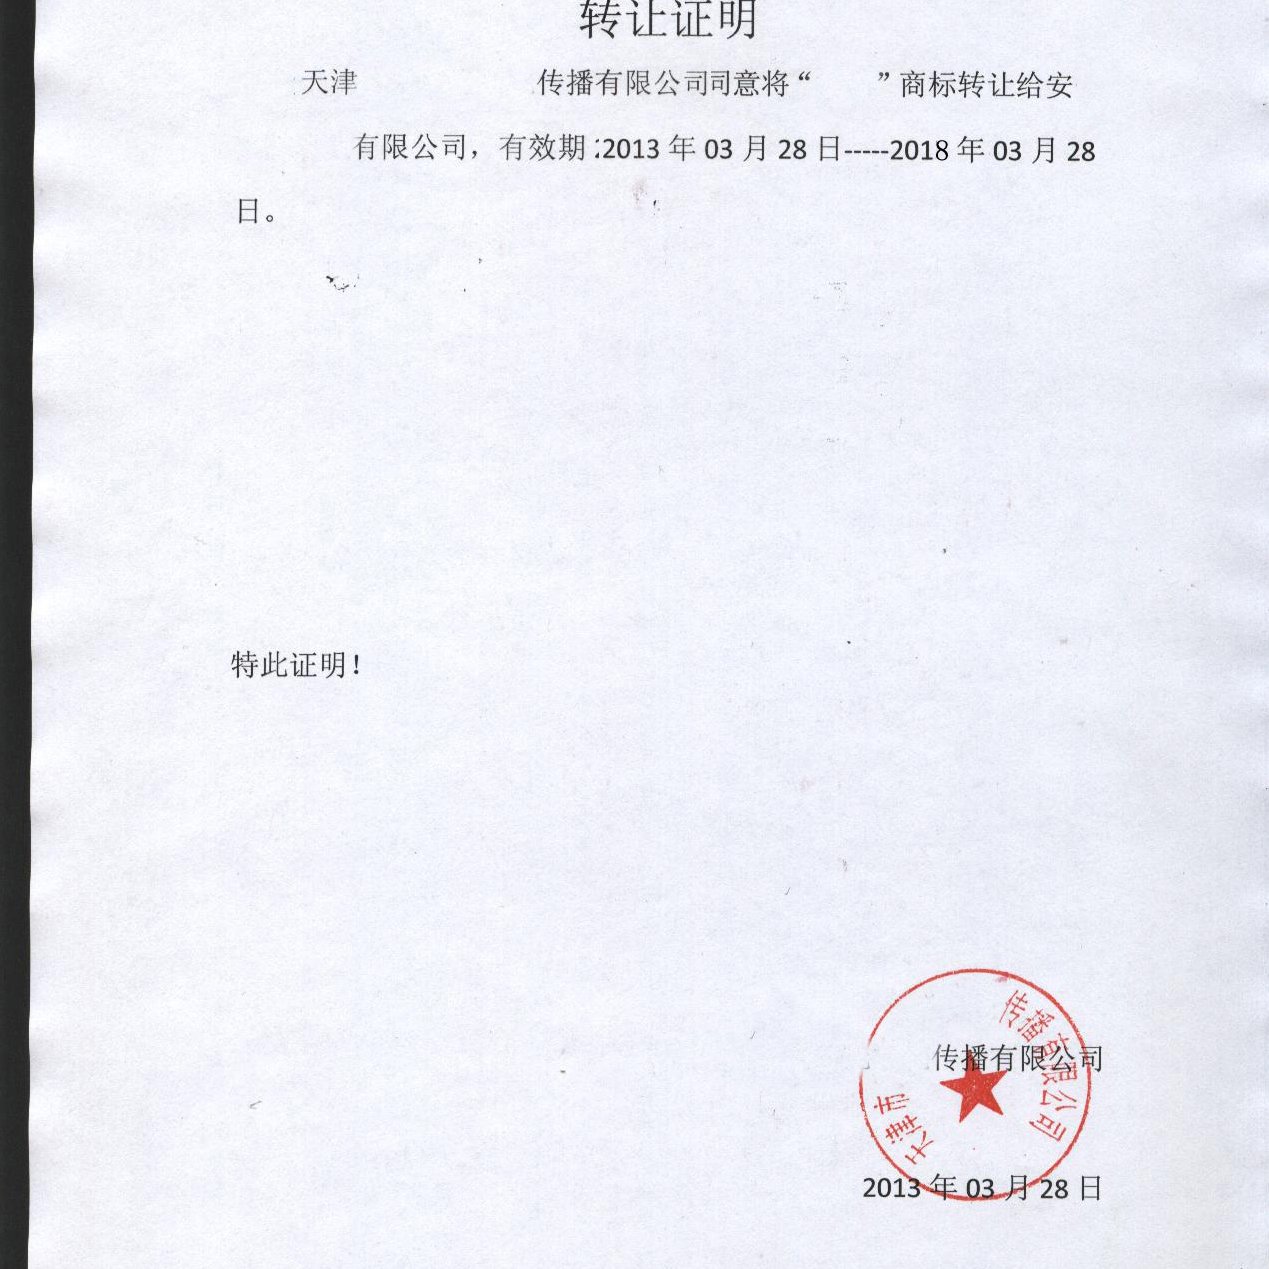 转让证明
天津 传播有限公司同意将“ ”商标转让给安
有限公司，有效期:2013 年 03 月 28 日-----2018 年 03 月 28
日。
特此证明！
传播有限公司
天津市 传播有限公司
2013 年 03 月 28 日